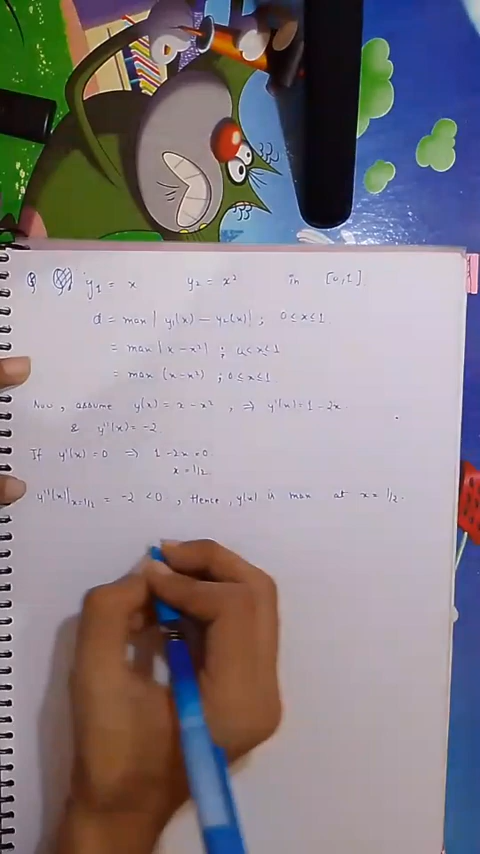 Q y₁ = x y₂ = x² in [0,1]
d = max | y₁(x) – y₂(x)| ; 0≤x≤1.
= max |x-x²| ; 0≤x≤1
= max (x-x²) ; 0≤x≤1.
Now, assume y(x) = x-x² , ⇒ y'(x) = 1-2x.
& y''(x) = -2.
If y'(x) = 0 ⇒ 1-2x=0.
x = 1/2.
y''(x)|x=1/2 = -2 <0 , Hence , y(x) is max at x = 1/2.